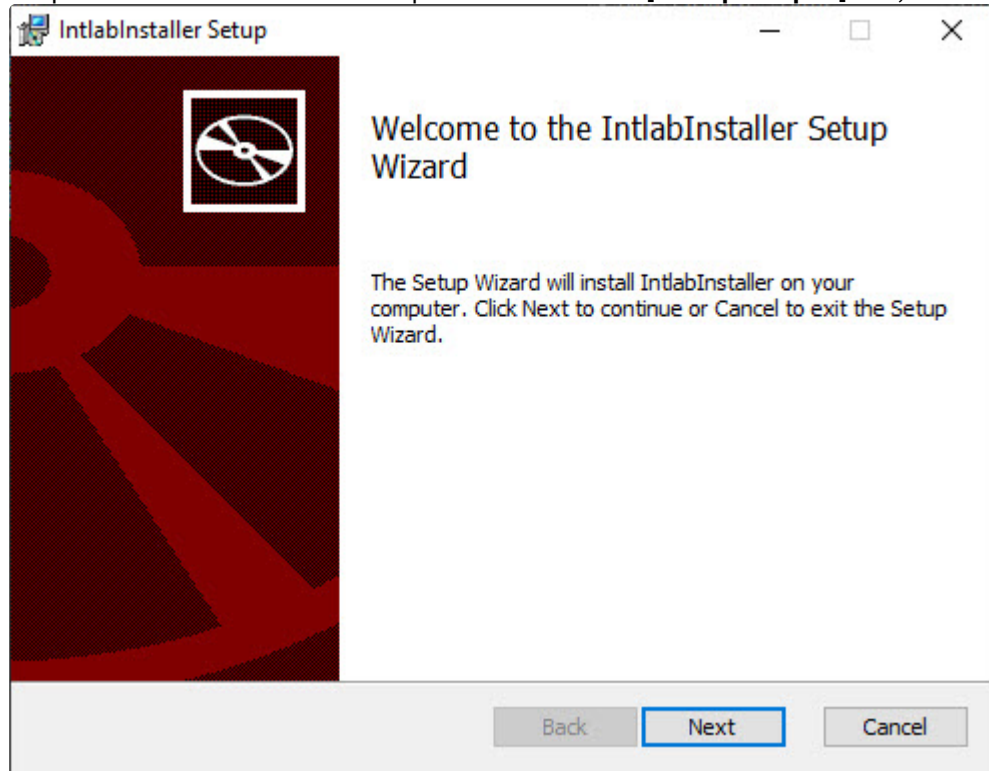 IntlabInstaller Setup
Welcome to the IntlabInstaller Setup
Wizard
The Setup Wizard will install IntlabInstaller on your
computer. Click Next to continue or Cancel to exit the Setup
Wizard.
Back Next Cancel